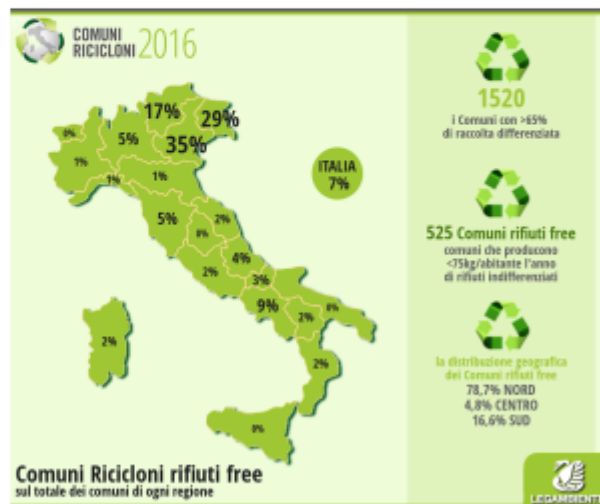 COMUNI
RICICLONI 2016
17%
29%
0%
5%
35%
1%
1%
1%
ITALIA
7%
5%
2%
0%
4%
2%
3%
9%
2%
0%
2%
2%
0%
Comuni Ricicloni rifiuti free
sul totale dei comuni di ogni regione
1520
i Comuni con >65%
di raccolta differenziata
525 Comuni rifiuti free
comuni che producono
<75kg/abitante l'anno
di rifiuti indifferenziati
la distribuzione geografica
dei Comuni rifiuti free
78,7% NORD
4,8% CENTRO
16,6% SUD
LEGAMBIENTE